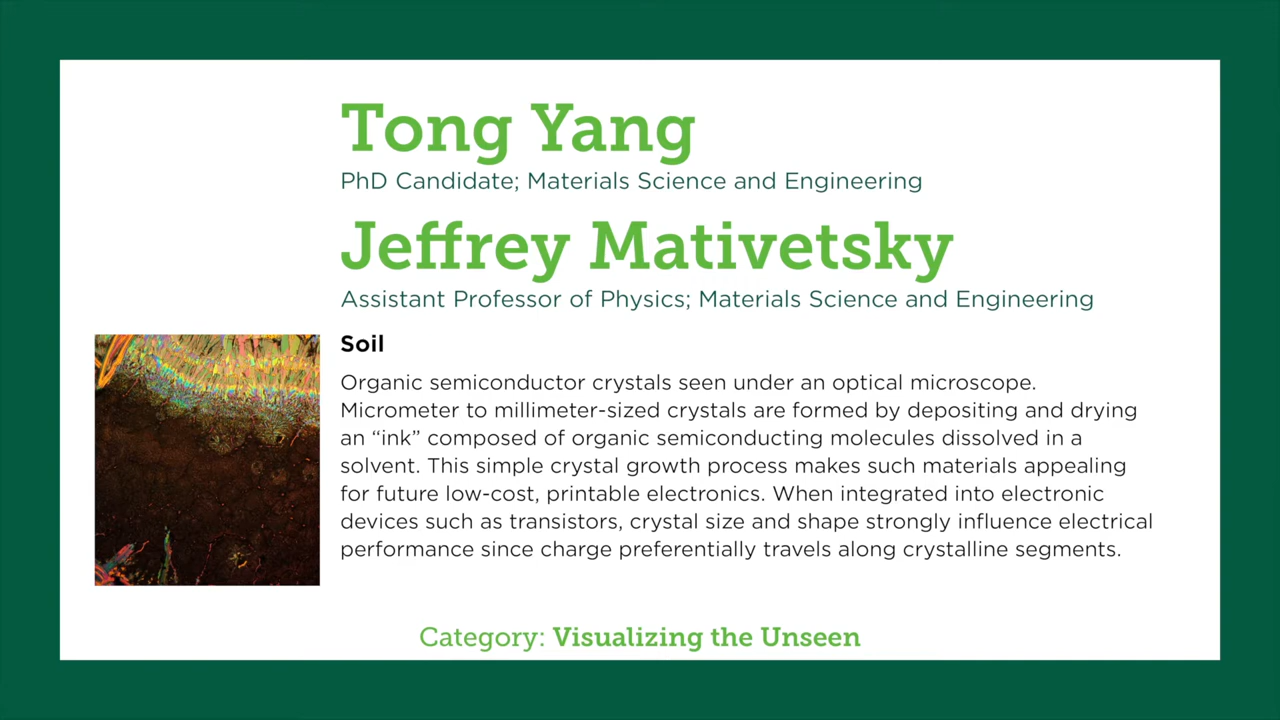 Tong Yang
PhD Candidate; Materials Science and Engineering
Jeffrey Mativetsky
Assistant Professor of Physics; Materials Science and Engineering
Soil
Organic semiconductor crystals seen under an optical microscope.
Micrometer to millimeter-sized crystals are formed by depositing and drying
an “ink” composed of organic semiconducting molecules dissolved in a
solvent. This simple crystal growth process makes such materials appealing
for future low-cost, printable electronics. When integrated into electronic
devices such as transistors, crystal size and shape strongly influence electrical
performance since charge preferentially travels along crystalline segments.
Category: Visualizing the Unseen